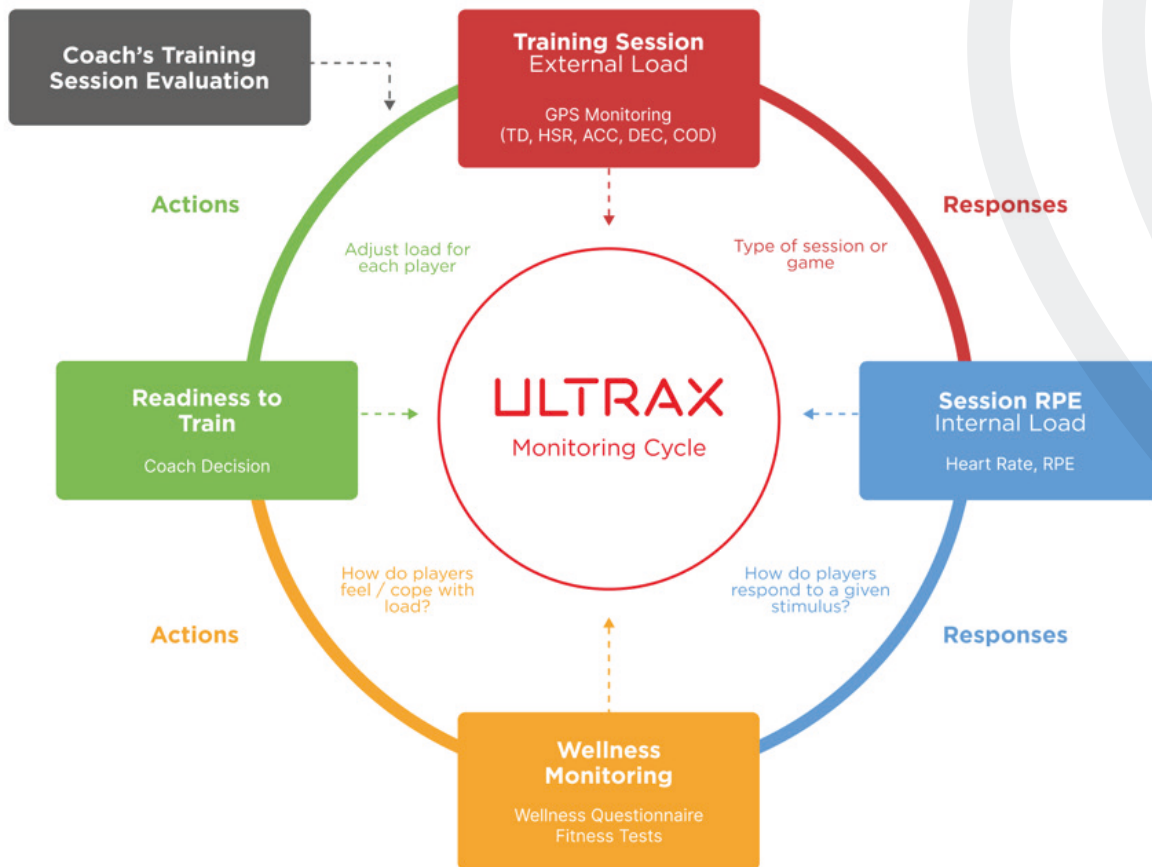 Coach's Training
Session Evaluation
Training Session
External Load
GPS Monitoring
(TD, HSR, ACC, DEC, COD)
Actions
Responses
Adjust load for
each player
Type of session or
game
Readiness to
Train
Coach Decision
ULTRAX
Monitoring Cycle
Session RPE
Internal Load
Heart Rate, RPE
How do players
feel / cope with
load?
How do players
respond to a given
stimulus?
Actions
Responses
Wellness
Monitoring
Wellness Questionnaire
Fitness Tests